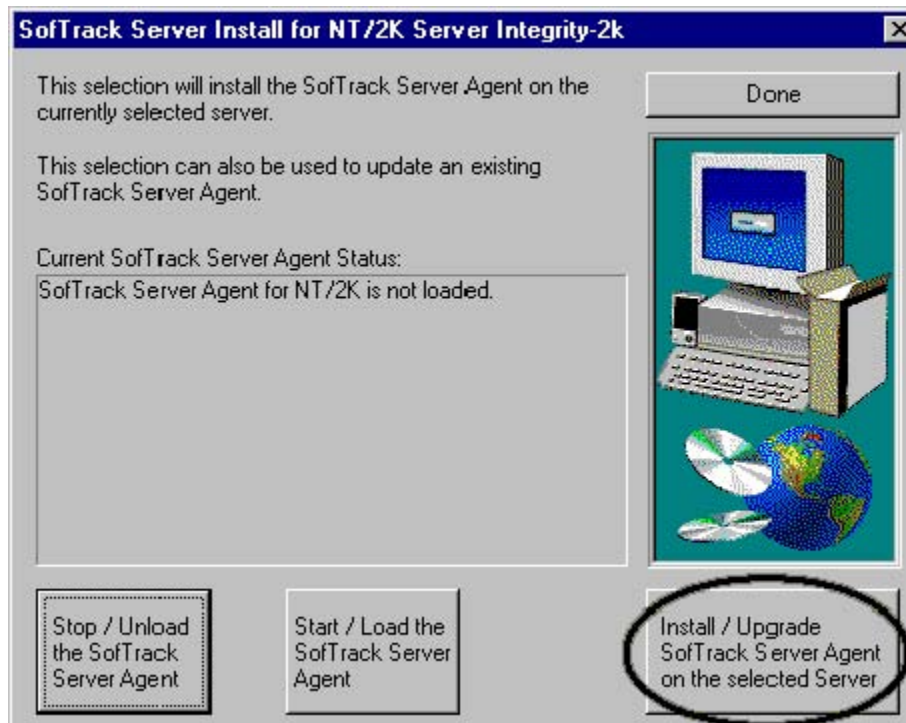 SofTrack Server Install for NT/2K Server Integrity-2k
This selection will install the SofTrack Server Agent on the
currently selected server.
Done
This selection can also be used to update an existing
SofTrack Server Agent.
Current SofTrack Server Agent Status:
SofTrack Server Agent for NT/2K is not loaded.
Stop / Unload
the SofTrack
Server Agent
Start / Load the
SofTrack Server
Agent
Install / Upgrade
SofTrack Server Agent
on the selected Server